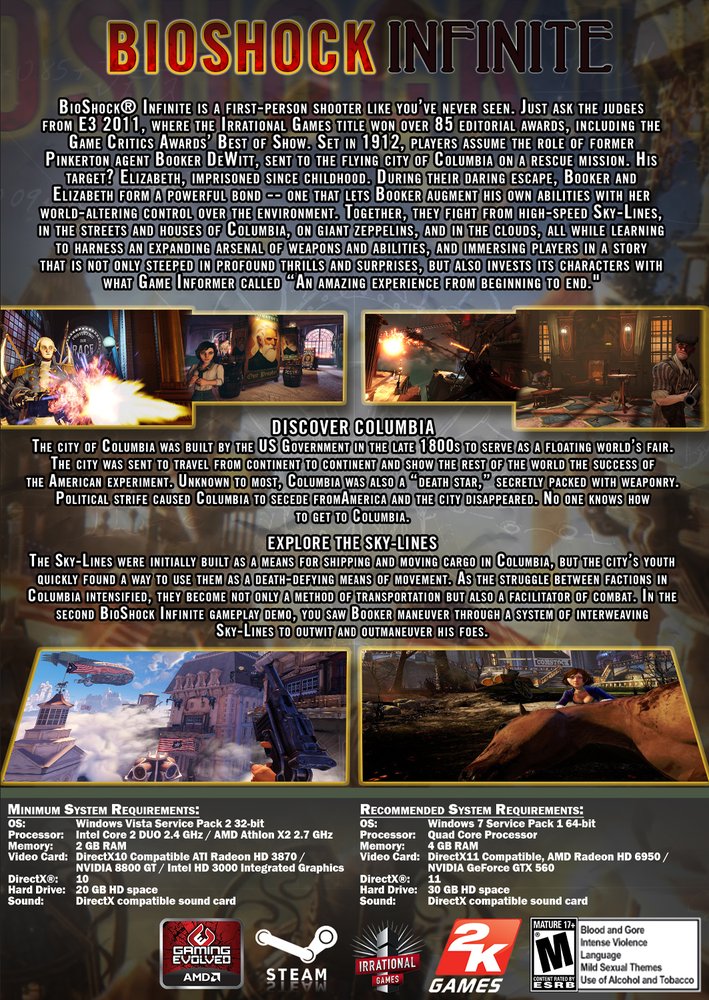 BIOSHOCK INFINITE
BioShock® Infinite is a first-person shooter like you've never seen. Just ask the judges
from E3 2011, where the Irrational Games title won over 85 editorial awards, including the
Game Critics Awards' Best of Show. Set in 1912, players assume the role of former
Pinkerton agent Booker DeWitt, sent to the flying city of Columbia on a rescue mission. His
target? Elizabeth, imprisoned since childhood. During their daring escape, Booker and
Elizabeth form a powerful bond -- one that lets Booker augment his own abilities with her
world-altering control over the environment. Together, they fight from high-speed Sky-Lines,
in the streets and houses of Columbia, on giant zeppelins, and in the clouds, all while learning
to harness an expanding arsenal of weapons and abilities, and immersing players in a story
that is not only steeped in profound thrills and surprises, but also invests its characters with
what Game Informer called “An amazing experience from beginning to end."
RACE
Our Prophet
DISCOVER COLUMBIA
The city of Columbia was built by the US Government in the late 1800s to serve as a floating world's fair.
The city was sent to travel from continent to continent and show the rest of the world the success of
the American experiment. Unknown to most, Columbia was also a “death star,” secretly packed with weaponry.
Political strife caused Columbia to secede fromAmerica and the city disappeared. No one knows how
to get to Columbia.
EXPLORE THE SKY-LINES
The Sky-Lines were initially built as a means for shipping and moving cargo in Columbia, but the city's youth
quickly found a way to use them as a death-defying means of movement. As the struggle between factions in
Columbia intensified, they become not only a method of transportation but also a facilitator of combat. In the
second BioShock Infinite gameplay demo, you saw Booker maneuver through a system of interweaving
Sky-Lines to outwit and outmaneuver his foes.
COMSTOCK
Minimum System Requirements:
OS: Windows Vista Service Pack 2 32-bit
Processor: Intel Core 2 DUO 2.4 GHz / AMD Athlon X2 2.7 GHz
Memory: 2 GB RAM
Video Card: DirectX10 Compatible ATI Radeon HD 3870 /
NVIDIA 8800 GT / Intel HD 3000 Integrated Graphics
DirectX®: 10
Hard Drive: 20 GB HD space
Sound: DirectX compatible sound card
Recommended System Requirements:
OS: Windows 7 Service Pack 1 64-bit
Processor: Quad Core Processor
Memory: 4 GB RAM
Video Card: DirectX11 Compatible, AMD Radeon HD 6950 /
NVIDIA GeForce GTX 560
DirectX®: 11
Hard Drive: 30 GB HD space
Sound: DirectX compatible sound card
GAMING
EVOLVED
AMD
STEAM
IRRATIONAL
GAMES
2K
GAMES
MATURE 17+
M
CONTENT RATED BY
ESRB
Blood and Gore
Intense Violence
Language
Mild Sexual Themes
Use of Alcohol and Tobacco